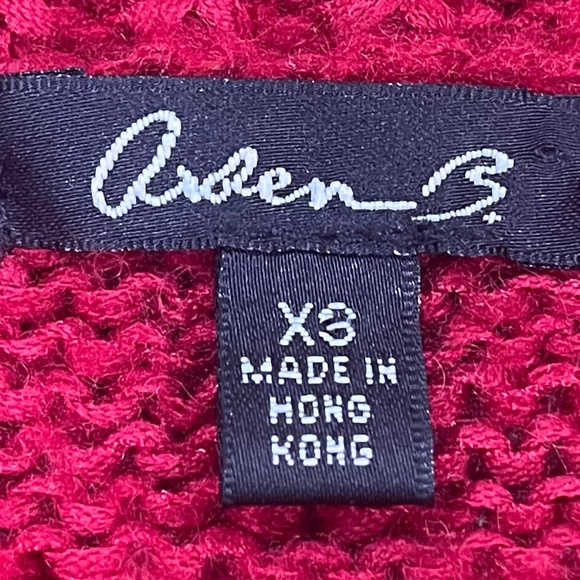 Arden B.
XS
MADE IN
HONG
KONG